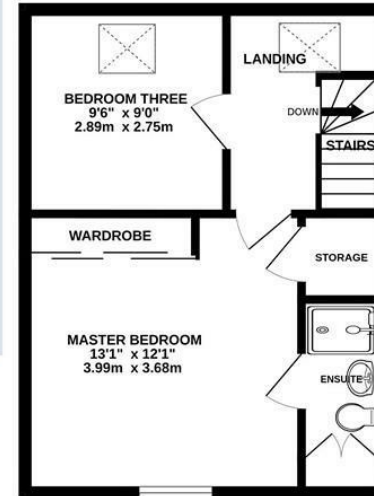 LANDING
BEDROOM THREE
9'6" x 9'0"
2.89m x 2.75m
DOWN
STAIRS
WARDROBE
STORAGE
MASTER BEDROOM
13'1" x 12'1"
3.99m x 3.68m
ENSUITE